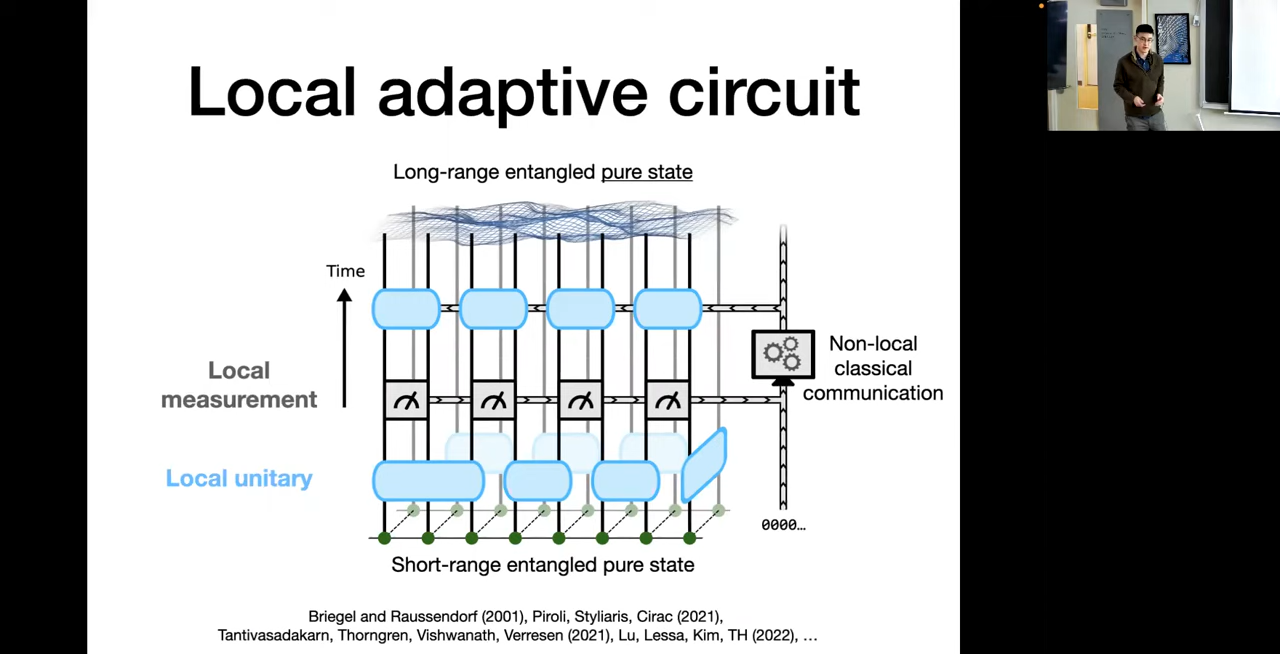 Local adaptive circuit
Long-range entangled pure state
Time
Local
measurement
Non-local
classical
communication
Local unitary
0000…
Short-range entangled pure state
Briegel and Raussendorf (2001), Piroli, Styliaris, Cirac (2021),
Tantivasadakarn, Thorngren, Vishwanath, Verresen (2021), Lu, Lessa, Kim, TH (2022), …